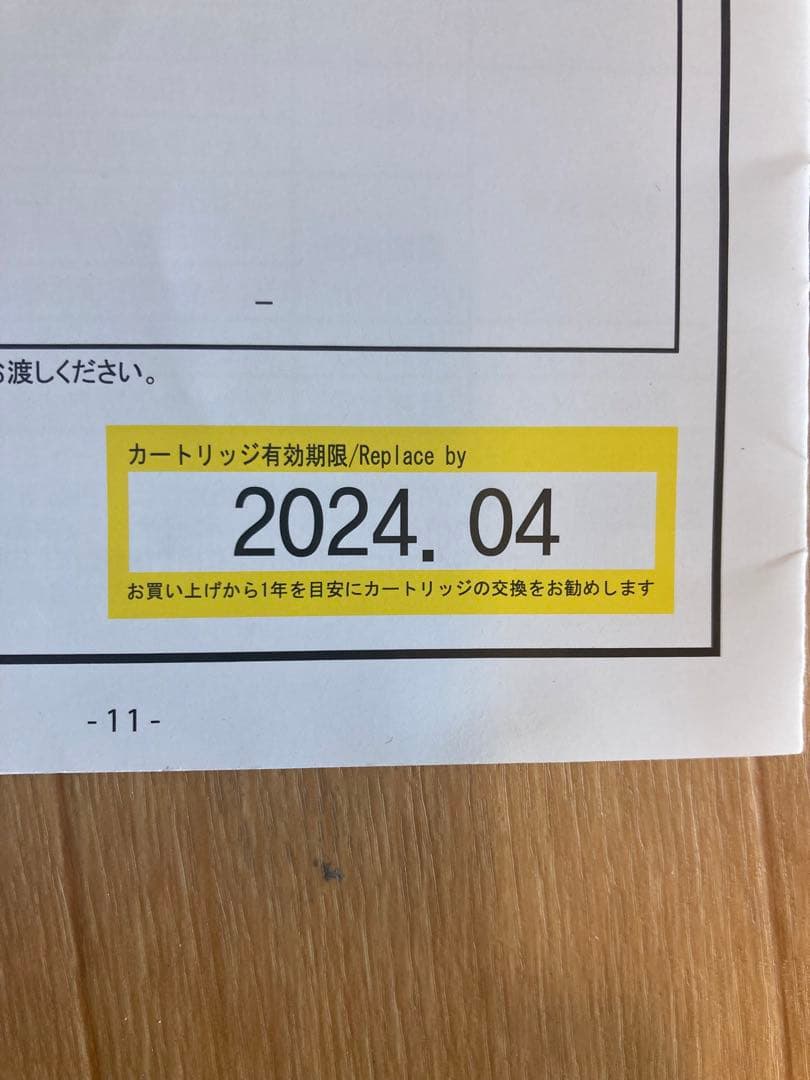 お渡しください。
カートリッジ有効期限/Replace by
2024. 04
お買い上げから1年を目安にカートリッジの交換をお勧めします
-11-